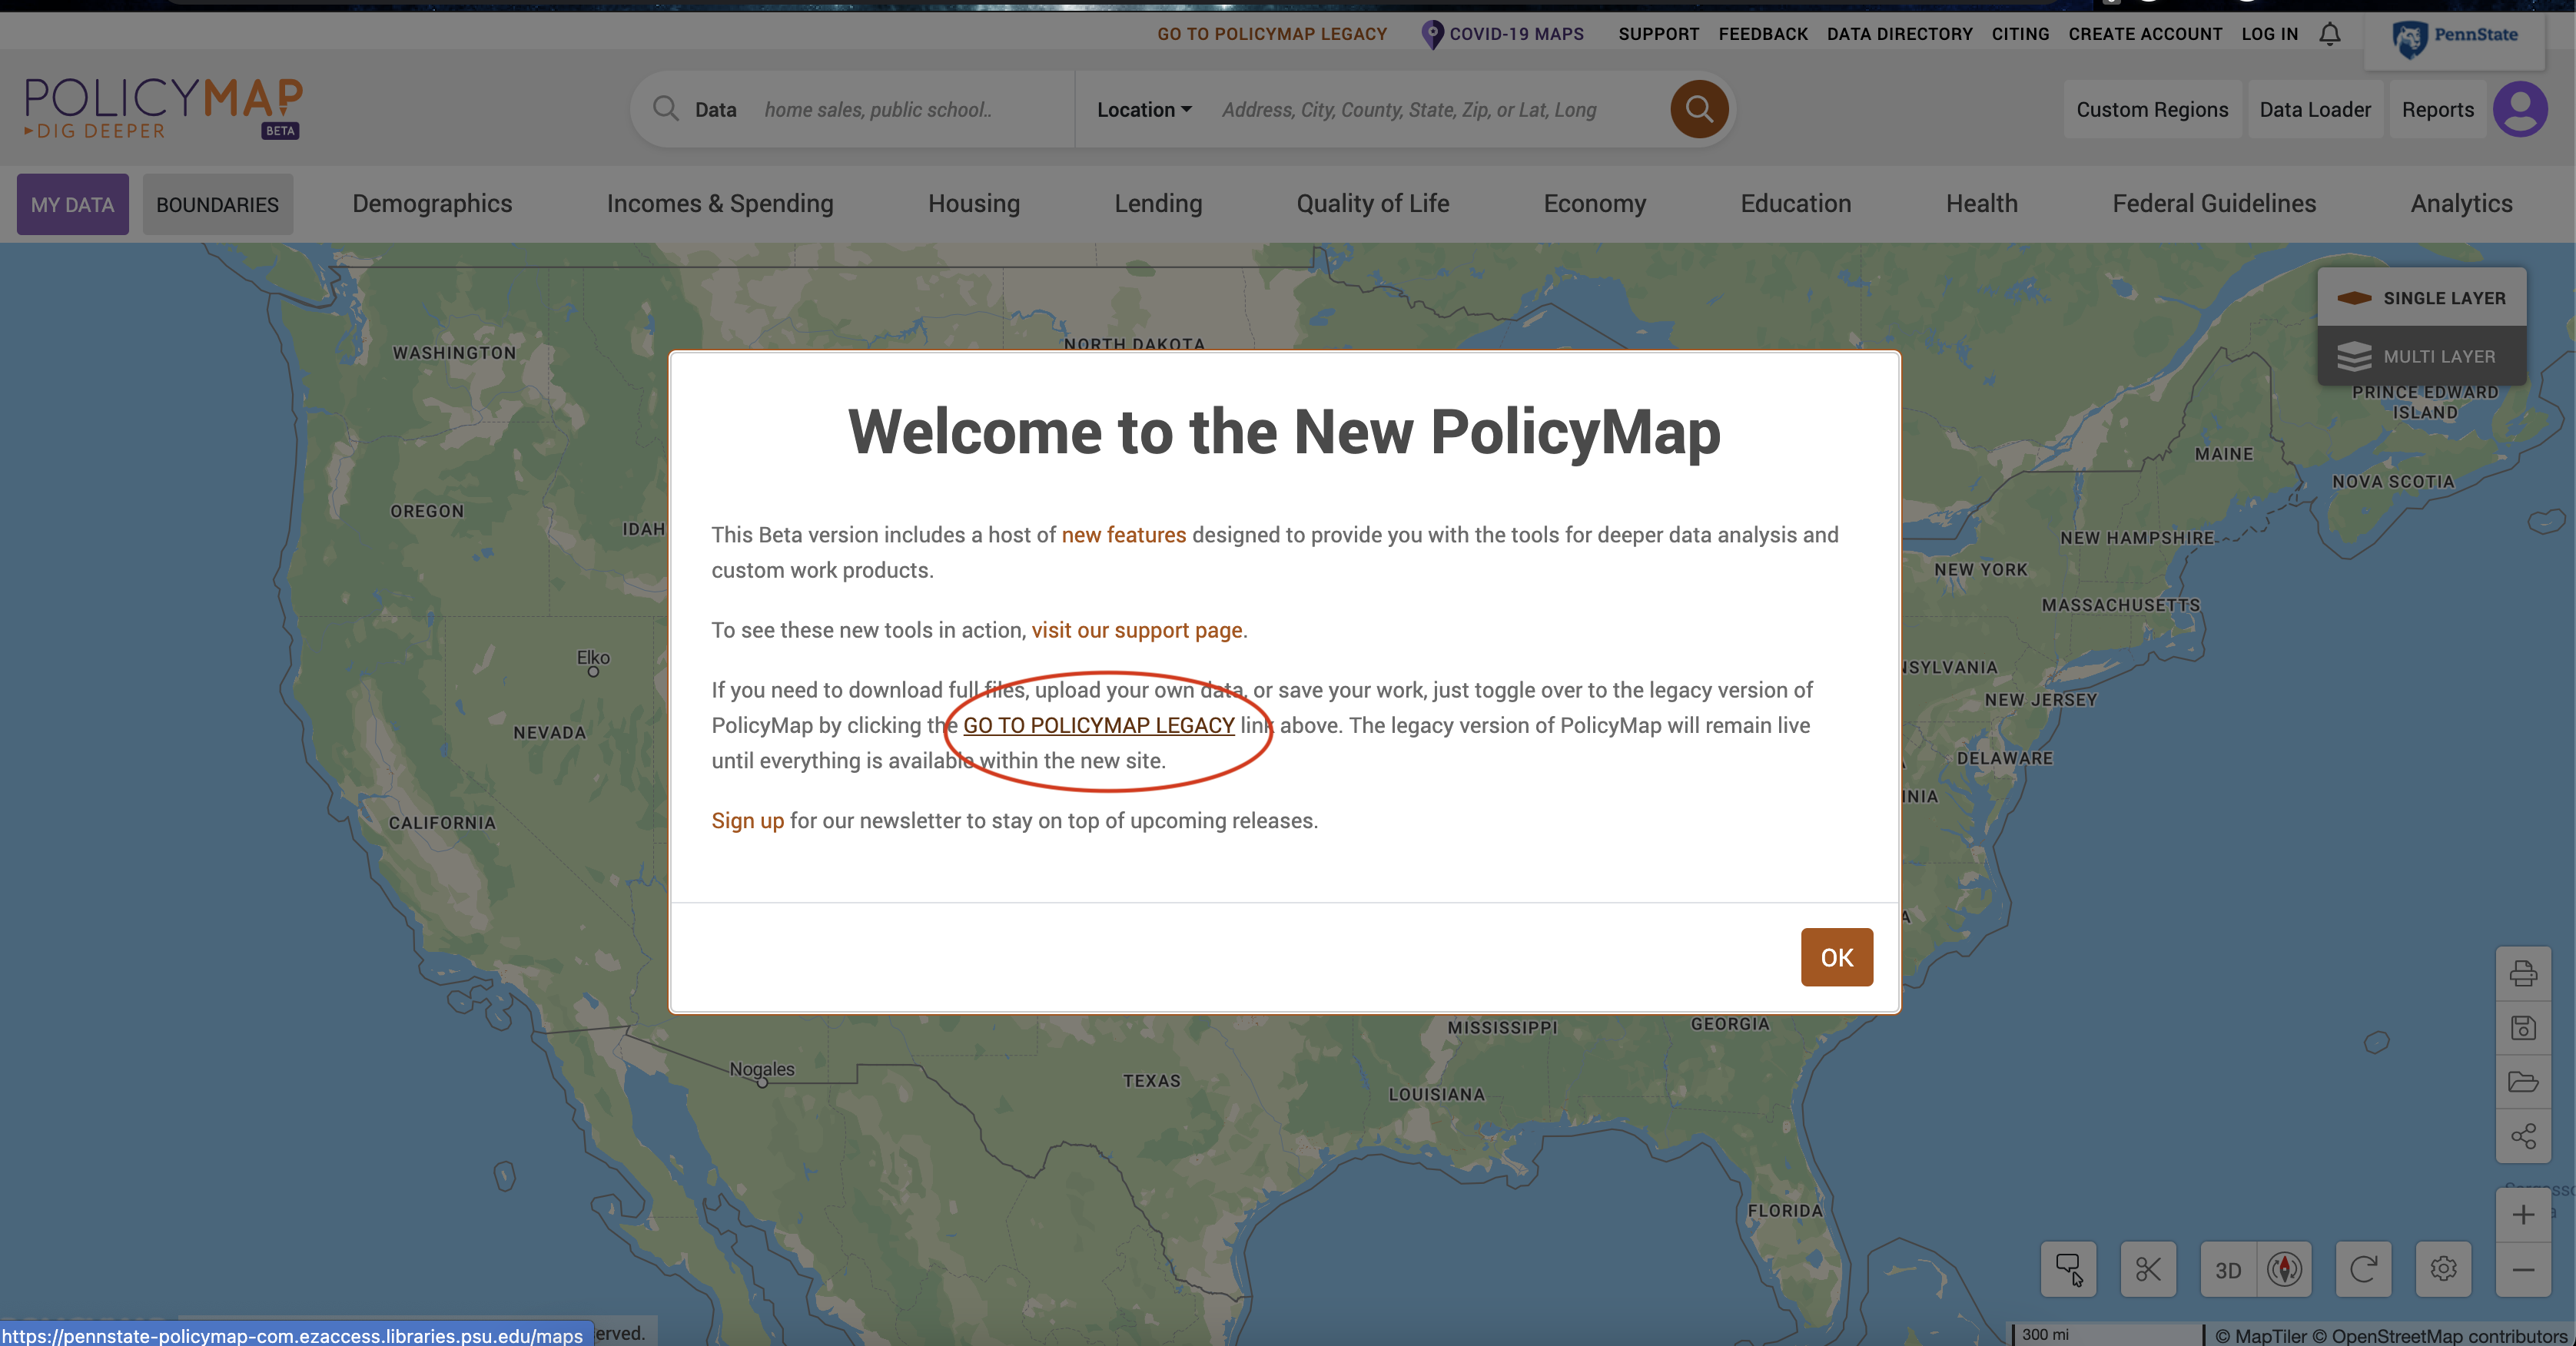 GO TO POLICYMAP LEGACY COVID-19 MAPS SUPPORT FEEDBACK DATA DIRECTORY CITING CREATE ACCOUNT LOG IN PennState
POLICYMAP
DIG DEEPER
BETA
Data home sales, public school.. Location Address, City, County, State, Zip, or Lat, Long
Custom Regions Data Loader Reports
MY DATA BOUNDARIES Demographics Incomes & Spending Housing Lending Quality of Life Economy Education Health Federal Guidelines Analytics
SINGLE LAYER
MULTI LAYER
WASHINGTON
NORTH DAKOTA
PRINCE EDWARD
ISLAND
MAINE
NOVA SCOTIA
OREGON
IDAH
NEW HAMPSHIRE
NEW YORK
MASSACHUSETTS
Welcome to the New PolicyMap
This Beta version includes a host of new features designed to provide you with the tools for deeper data analysis and
custom work products.
To see these new tools in action, visit our support page.
If you need to download full files, upload your own data, or save your work, just toggle over to the legacy version of
PolicyMap by clicking the GO TO POLICYMAP LEGACY link above. The legacy version of PolicyMap will remain live
until everything is available within the new site.
Sign up for our newsletter to stay on top of upcoming releases.
OK
Elko
NEVADA
CALIFORNIA
NSYLVANIA
NEW JERSEY
DELAWARE
INIA
A
MISSISSIPPI
GEORGIA
Nogales
TEXAS
LOUISIANA
FLORIDA
3D
https://pennstate-policymap-com.ezaccess.libraries.psu.edu/maps
erved.
300 mi
© MapTiler © OpenStreetMap contributors